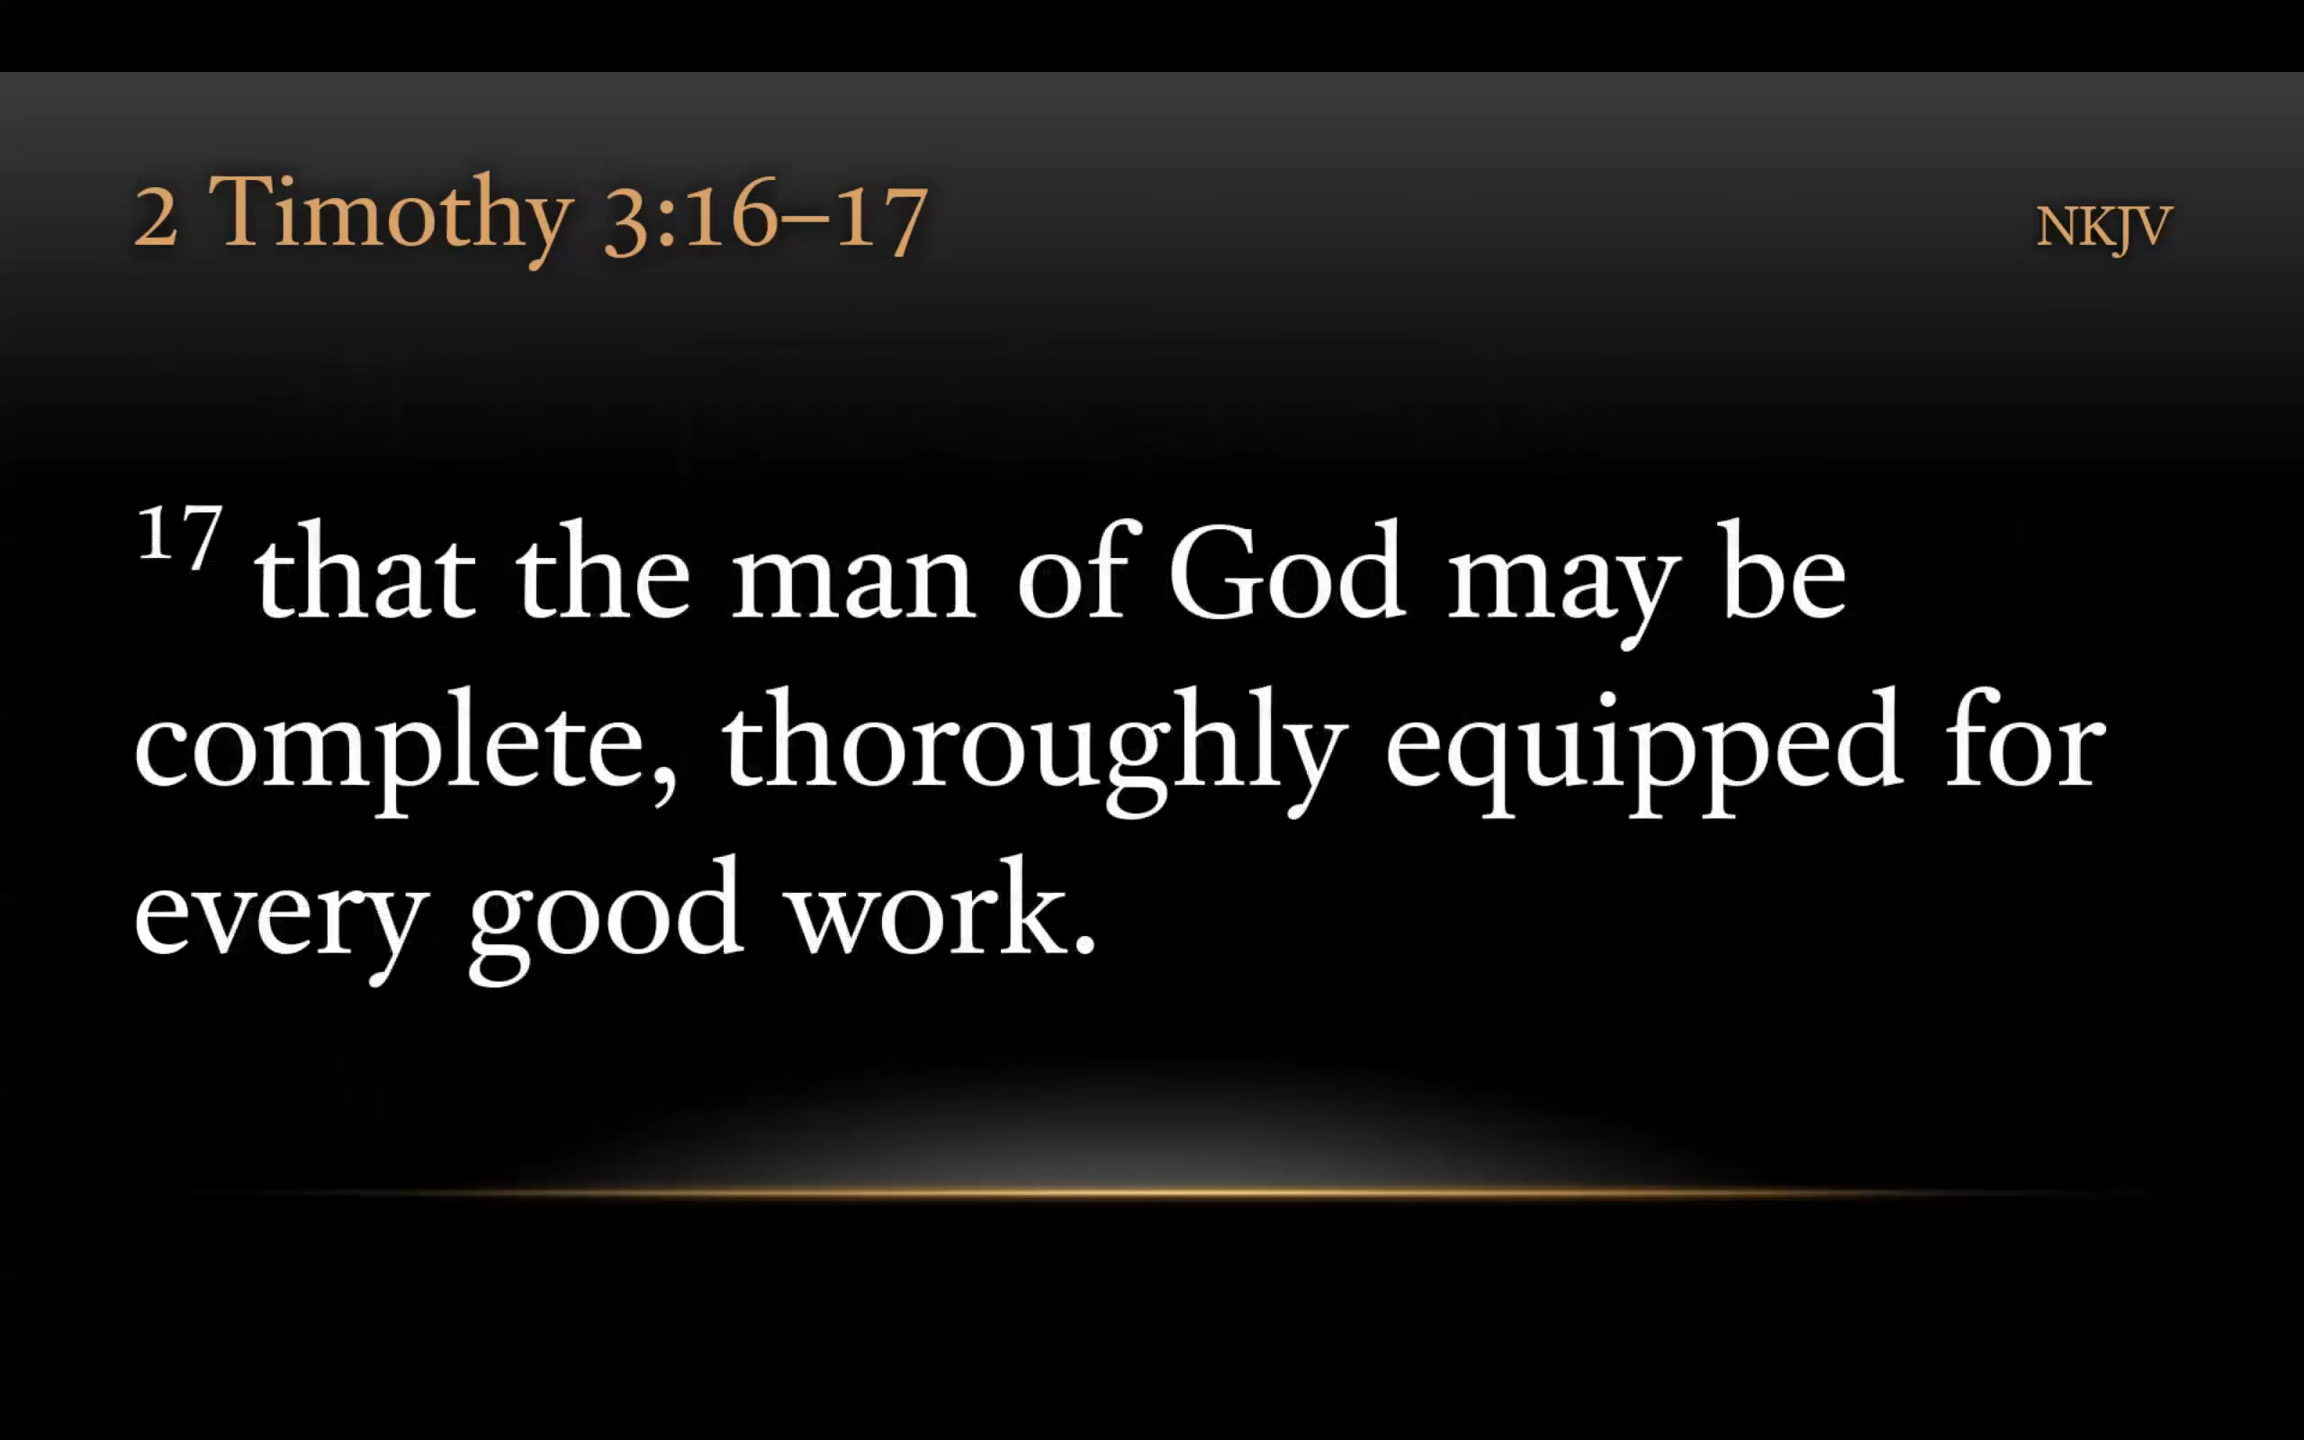 2 Timothy 3:16–17
NKJV
17 that the man of God may be
complete, thoroughly equipped for
every good work.